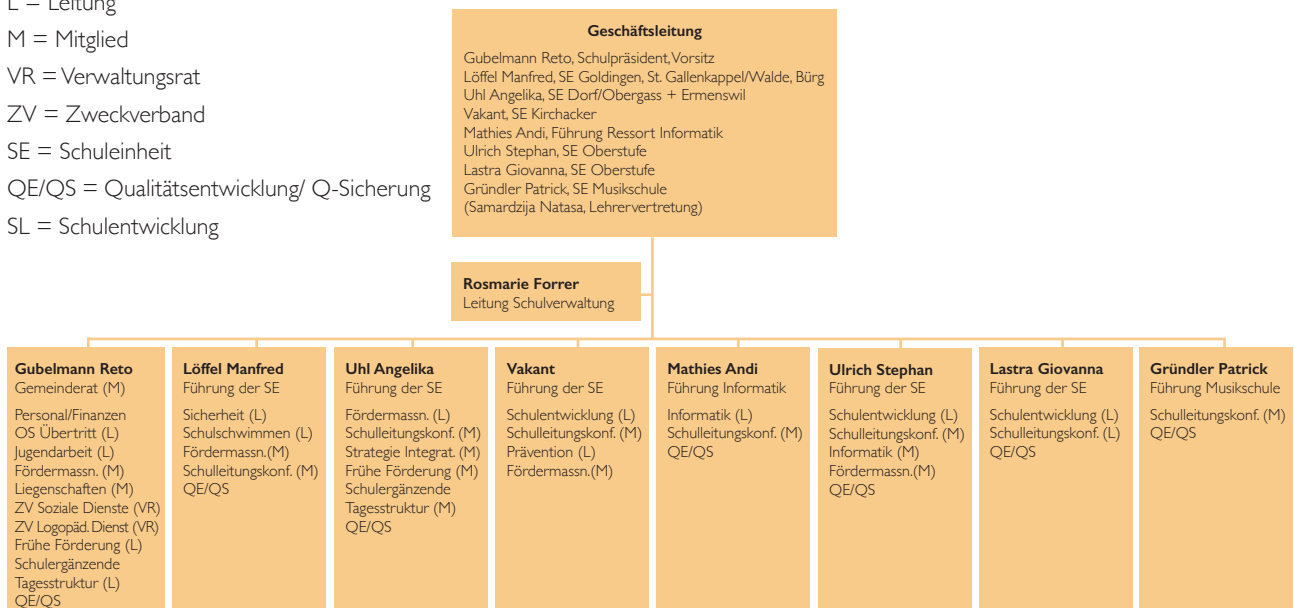 L = Leitung
M = Mitglied
VR = Verwaltungsrat
ZV = Zweckverband
SE = Schuleinheit
QE/QS = Qualitätsentwicklung/ Q-Sicherung
SL = Schulentwicklung
Geschäftsleitung
Gubelmann Reto, Schulpräsident, Vorsitz
Löffel Manfred, SE Goldingen, St. Gallenkappel/Walde, Bürg
Uhl Angelika, SE Dorf/Obergass + Ermenswil
Vakant, SE Kirchacker
Mathies Andi, Führung Ressort Informatik
Ulrich Stephan, SE Oberstufe
Lastra Giovanna, SE Oberstufe
Gründler Patrick, SE Musikschule
(Samardzija Natasa, Lehrervertretung)
Rosmarie Forrer
Leitung Schulverwaltung
Gubelmann Reto
Gemeinderat (M)
Personal/Finanzen
OS Übertritt (L)
Jugendarbeit (L)
Fördermassn. (M)
Liegenschaften (M)
ZV Soziale Dienste (VR)
ZV Logopäd. Dienst (VR)
Frühe Förderung (L)
Schulergänzende
Tagesstruktur (L)
QE/QS
Löffel Manfred
Führung der SE
Sicherheit (L)
Schulschwimmen (L)
Fördermassn.(M)
Schulleitungskonf. (M)
QE/QS
Uhl Angelika
Führung der SE
Fördermassn. (L)
Schulleitungskonf. (M)
Strategie Integrat. (M)
Frühe Förderung (M)
Schulergänzende
Tagesstruktur (M)
QE/QS
Vakant
Führung der SE
Schulentwicklung (L)
Schulleitungskonf. (M)
Prävention (L)
Fördermassn.(M)
Mathies Andi
Führung Informatik
Informatik (L)
Schulleitungskonf. (M)
QE/QS
Ulrich Stephan
Führung der SE
Schulentwicklung (L)
Schulleitungskonf. (M)
Informatik (M)
Fördermassn.(M)
QE/QS
Lastra Giovanna
Führung der SE
Schulentwicklung (L)
Schulleitungskonf. (L)
QE/QS
Gründler Patrick
Führung Musikschule
Schulleitungskonf. (M)
QE/QS